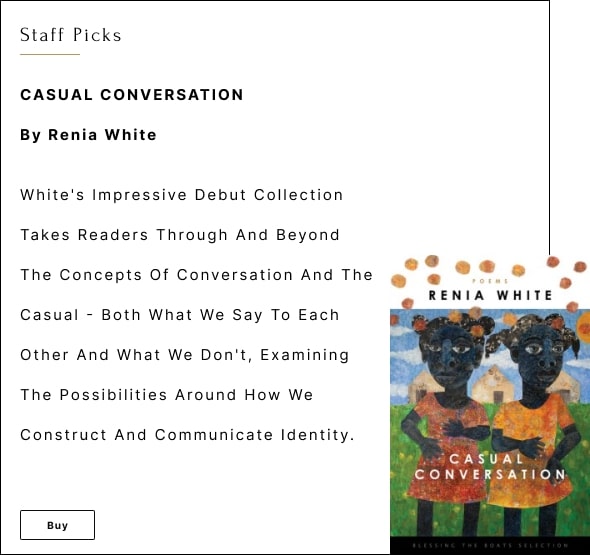 Staff Picks
CASUAL CONVERSATION
By Renia White
White's Impressive Debut Collection
Takes Readers Through And Beyond
The Concepts Of Conversation And The
Casual - Both What We Say To Each
Other And What We Don't, Examining
The Possibilities Around How We
Construct And Communicate Identity.
Buy
POEMS
RENIA WHITE
CASUAL
CONVERSATION
BLESSING THE BOATS SELECTION